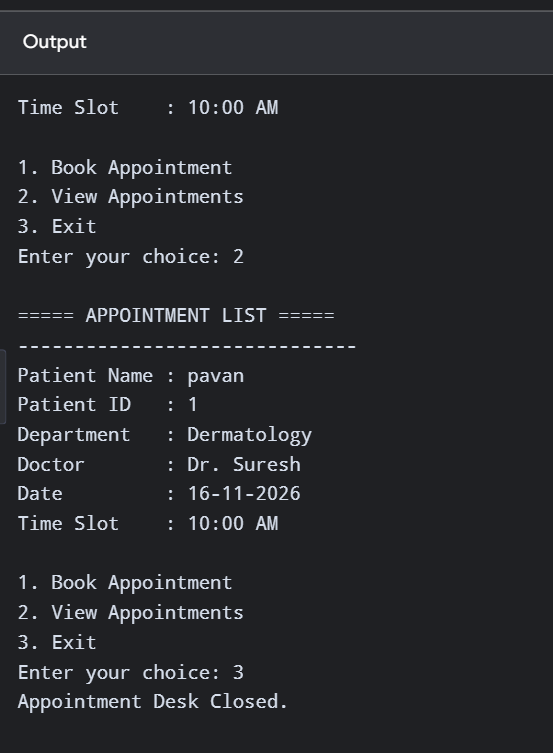 Output
Time Slot    : 10:00 AM
1. Book Appointment
2. View Appointments
3. Exit
Enter your choice: 2
===== APPOINTMENT LIST =====
------------------------------
Patient Name : pavan
Patient ID   : 1
Department   : Dermatology
Doctor       : Dr. Suresh
Date         : 16-11-2026
Time Slot    : 10:00 AM
1. Book Appointment
2. View Appointments
3. Exit
Enter your choice: 3
Appointment Desk Closed.